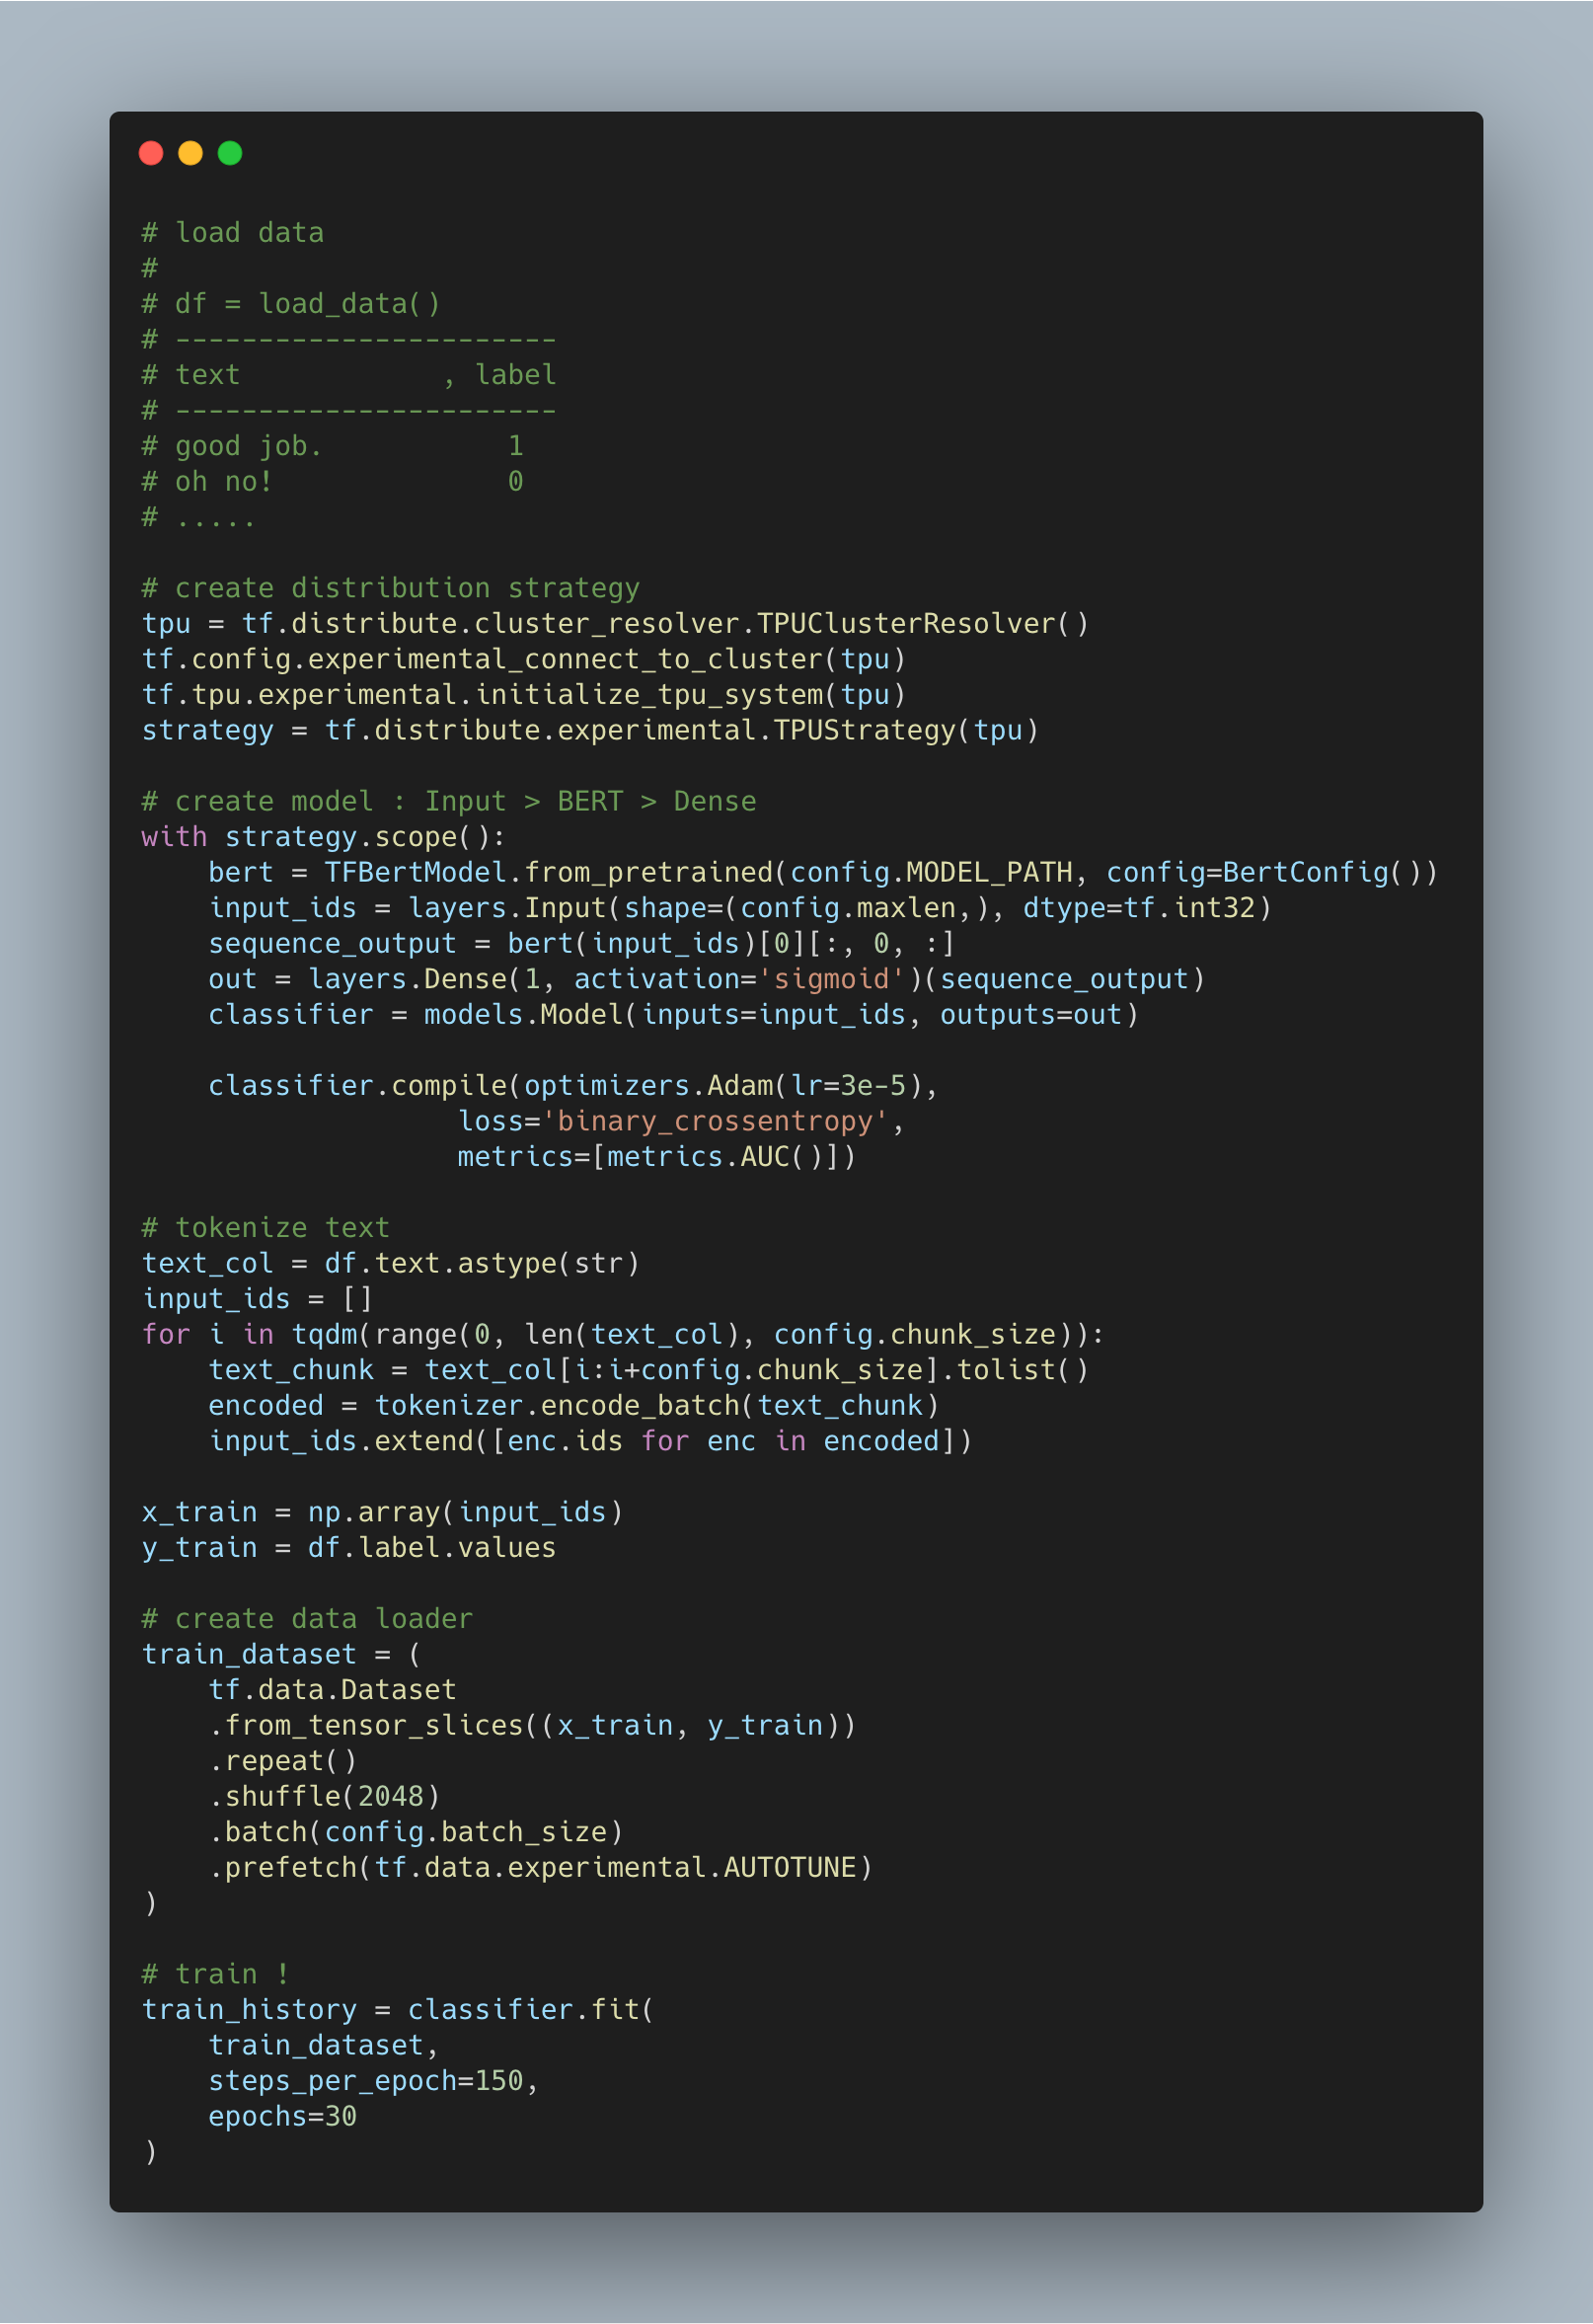 # load data
#
# df = load_data()
# -----------------------
# text            , label
# -----------------------
# good job.           1
# oh no!              0
# .....

# create distribution strategy
tpu = tf.distribute.cluster_resolver.TPUClusterResolver()
tf.config.experimental_connect_to_cluster(tpu)
tf.tpu.experimental.initialize_tpu_system(tpu)
strategy = tf.distribute.experimental.TPUStrategy(tpu)

# create model : Input > BERT > Dense
with strategy.scope():
    bert = TFBertModel.from_pretrained(config.MODEL_PATH, config=BertConfig())
    input_ids = layers.Input(shape=(config.maxlen,), dtype=tf.int32)
    sequence_output = bert(input_ids)[0][:, 0, :]
    out = layers.Dense(1, activation='sigmoid')(sequence_output)
    classifier = models.Model(inputs=input_ids, outputs=out)

    classifier.compile(optimizers.Adam(lr=3e-5),
                   loss='binary_crossentropy',
                   metrics=[metrics.AUC()])

# tokenize text
text_col = df.text.astype(str)
input_ids = []
for i in tqdm(range(0, len(text_col), config.chunk_size)):
    text_chunk = text_col[i:i+config.chunk_size].tolist()
    encoded = tokenizer.encode_batch(text_chunk)
    input_ids.extend([enc.ids for enc in encoded])

x_train = np.array(input_ids)
y_train = df.label.values

# create data loader
train_dataset = (
    tf.data.Dataset
    .from_tensor_slices((x_train, y_train))
    .repeat()
    .shuffle(2048)
    .batch(config.batch_size)
    .prefetch(tf.data.experimental.AUTOTUNE)
)

# train !
train_history = classifier.fit(
    train_dataset,
    steps_per_epoch=150,
    epochs=30
)